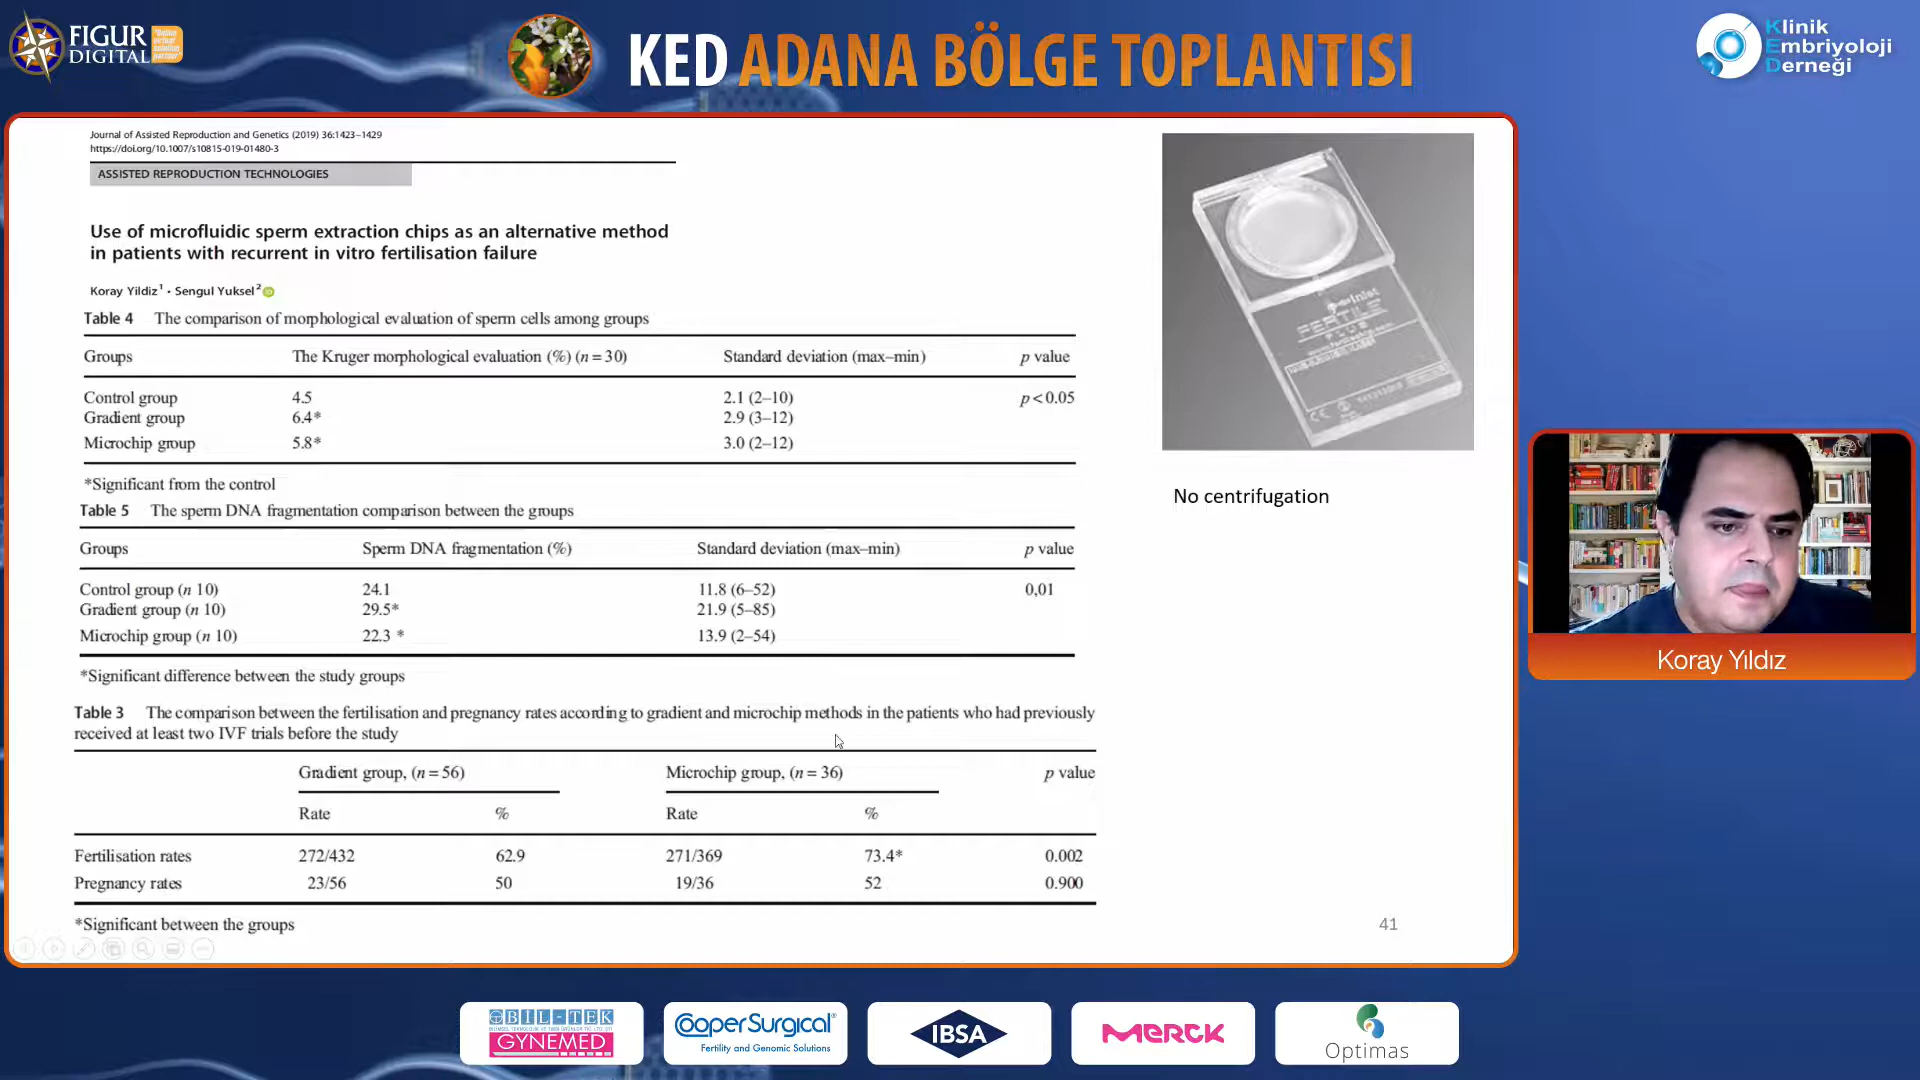 FIGUR
DIGITAL
KED ADANA BÖLGE TOPLANTISI
Klinik
Embriyoloji
Derneği
Journal of Assisted Reproduction and Genetics (2019) 36:1423–1429
https://doi.org/10.1007/s10815-019-01480-3
ASSISTED REPRODUCTION TECHNOLOGIES
Use of microfluidic sperm extraction chips as an alternative method
in patients with recurrent in vitro fertilisation failure
Koray Yildiz1 · Sengul Yuksel2
Table 4 The comparison of morphological evaluation of sperm cells among groups
Groups The Kruger morphological evaluation (%) (n = 30) Standard deviation (max–min) p value
Control group 4.5 2.1 (2–10) p < 0.05
Gradient group 6.4* 2.9 (3–12)
Microchip group 5.8* 3.0 (2–12)
*Significant from the control
Table 5 The sperm DNA fragmentation comparison between the groups
Groups Sperm DNA fragmentation (%) Standard deviation (max–min) p value
Control group (n 10) 24.1 11.8 (6–52) 0,01
Gradient group (n 10) 29.5* 21.9 (5–85)
Microchip group (n 10) 22.3 * 13.9 (2–54)
*Significant difference between the study groups
Table 3 The comparison between the fertilisation and pregnancy rates according to gradient and microchip methods in the patients who had previously
received at least two IVF trials before the study
Gradient group, (n = 56) Microchip group, (n = 36) p value
Rate % Rate %
Fertilisation rates 272/432 62.9 271/369 73.4* 0.002
Pregnancy rates 23/56 50 19/36 52 0.900
*Significant between the groups
Inlet
FERTILE
PLUS
No centrifugation
41
Koray Yıldız
BIL-TEK
GYNEMED
CooperSurgical®
Fertility and Genomic Solutions
IBSA
MERCK
Optimas